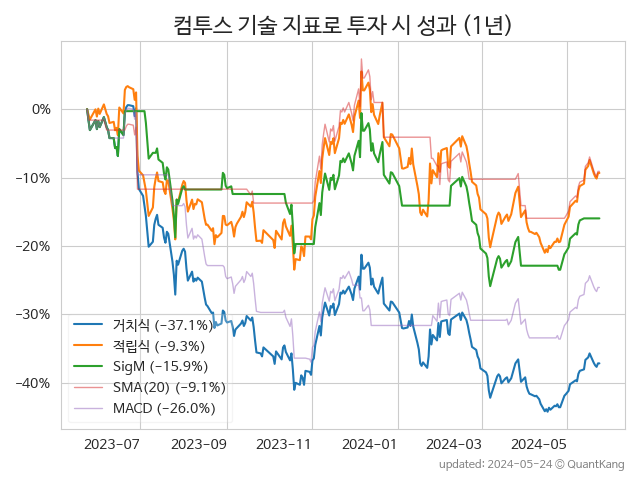 컴투스 기술 지표로 투자 시 성과 (1년)
0%
−10%
−20%
−30%
−40%
거치식 (−37.1%)
적립식 (−9.3%)
SigM (−15.9%)
SMA(20) (−9.1%)
MACD (−26.0%)
2023−07 2023−09 2023−11 2024−01 2024−03 2024−05
updated: 2024−05−24 © QuantKang